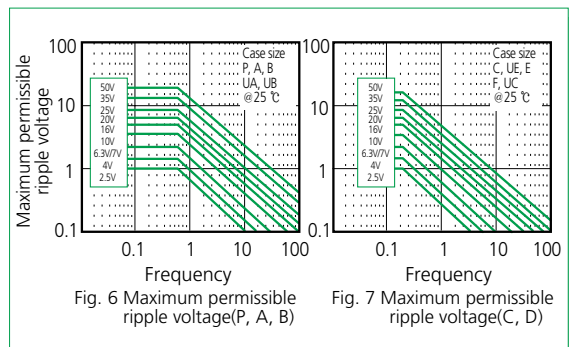 Maximum permissible
ripple voltage
100
10
1
0.1
Case size
P, A, B
UA, UB
@25 ℃
50V
35V
25V
20V
16V
10V
6.3V/7V
4V
2.5V
0.1 1 10 100
Frequency
Fig. 6 Maximum permissible
ripple voltage(P, A, B)
100
10
1
0.1
Case size
C, UE, E
F, UC
@25 ℃
50V
35V
25V
20V
16V
10V
6.3V/7V
4V
2.5V
0.1 1 10 100
Frequency
Fig. 7 Maximum permissible
ripple voltage(C, D)